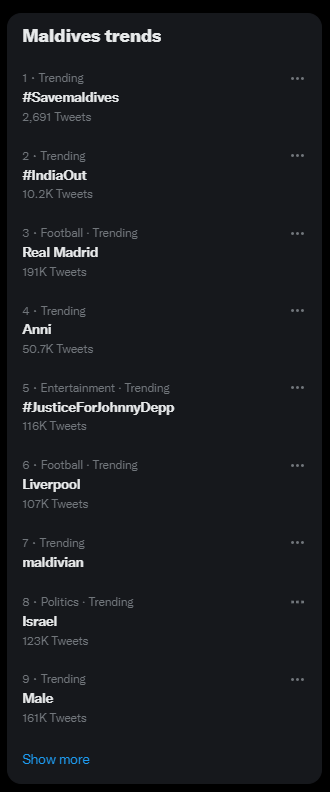 Maldives trends
1 · Trending
#Savemaldives
2,691 Tweets
2 · Trending
#IndiaOut
10.2K Tweets
3 · Football · Trending
Real Madrid
191K Tweets
4 · Trending
Anni
50.7K Tweets
5 · Entertainment · Trending
#JusticeForJohnnyDepp
116K Tweets
6 · Football · Trending
Liverpool
107K Tweets
7 · Trending
maldivian
8 · Politics · Trending
Israel
123K Tweets
9 · Trending
Male
161K Tweets
Show more